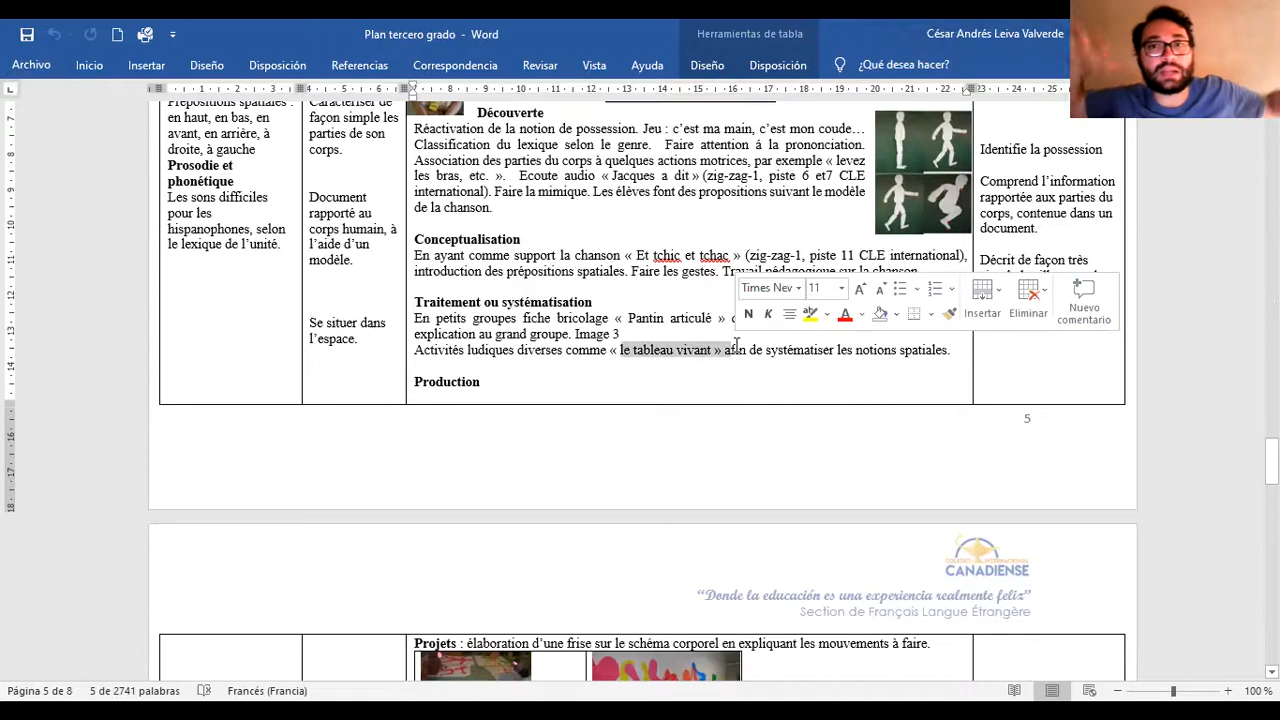 Plan tercero grado - Word
Herramientas de tabla
César Andrés Leiva Valverde
Archivo
Inicio
Insertar
Diseño
Disposición
Referencias
Correspondencia
Revisar
Vista
Ayuda
Diseño
Disposición
¿Qué desea hacer?
Prépositions spatiales :
en haut, en bas, en
avant, en arrière, à
droite, à gauche
Prosodie et
phonétique
Les sons difficiles
pour les
hispanophones, selon
le lexique de l'unité.
Caractériser de
façon simple les
parties de son
corps.
Document
rapporté au
corps humain, à
l'aide d'un
modèle.
Se situer dans
l'espace.
Découverte
Réactivation de la notion de possession. Jeu : c'est ma main, c'est mon coude…
Classification du lexique selon le genre. Faire attention à la prononciation.
Association des parties du corps à quelques actions motrices, par exemple « levez
les bras, etc. ». Ecoute audio « Jacques a dit » (zig-zag-1, piste 6 et7 CLE
international). Faire la mimique. Les élèves font des propositions suivant le modèle
de la chanson.
Conceptualisation
En ayant comme support la chanson « Et tchic et tchac » (zig-zag-1, piste 11 CLE international),
introduction des prépositions spatiales. Faire les gestes. Travail pédagogique sur la chanson.
Traitement ou systématisation
En petits groupes fiche bricolage « Pantin articulé »
explication au grand groupe. Image 3
Activités ludiques diverses comme « le tableau vivant » afin de systématiser les notions spatiales.
Production
Identifie la possession
Comprend l'information
rapportée aux parties du
corps, contenue dans un
document.
Décrit de façon très
Times Nev
11
Insertar
Eliminar
Nuevo
comentario
N
K
5
COLEGIO INTERNACIONAL
CANADIENSE
"Donde la educación es una experiencia realmente feliz"
Section de Français Langue Étrangère
Projets : élaboration d'une frise sur le schéma corporel en expliquant les mouvements à faire.
Página 5 de 8
5 de 2741 palabras
Francés (Francia)
100 %